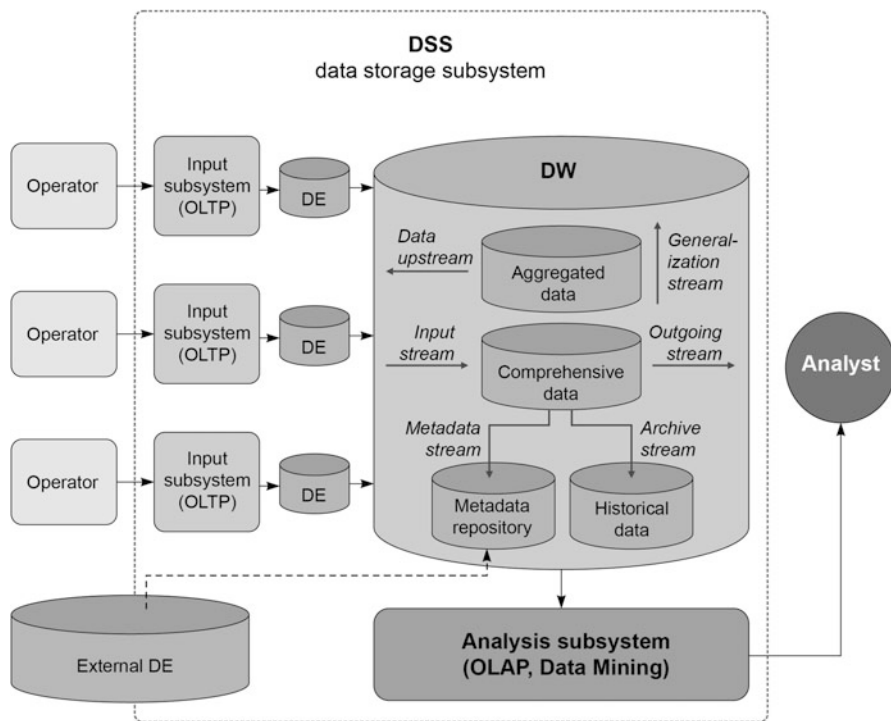 DSS
data storage subsystem
Operator
Input
subsystem
(OLTP)
DE
DW
Data
upstream
Aggregated
data
General-
ization
stream
Operator
Input
subsystem
(OLTP)
DE
Input
stream
Comprehensive
data
Outgoing
stream
Analyst
Metadata
stream
Archive
stream
Operator
Input
subsystem
(OLTP)
DE
Metadata
repository
Historical
data
External DE
Analysis subsystem
(OLAP, Data Mining)